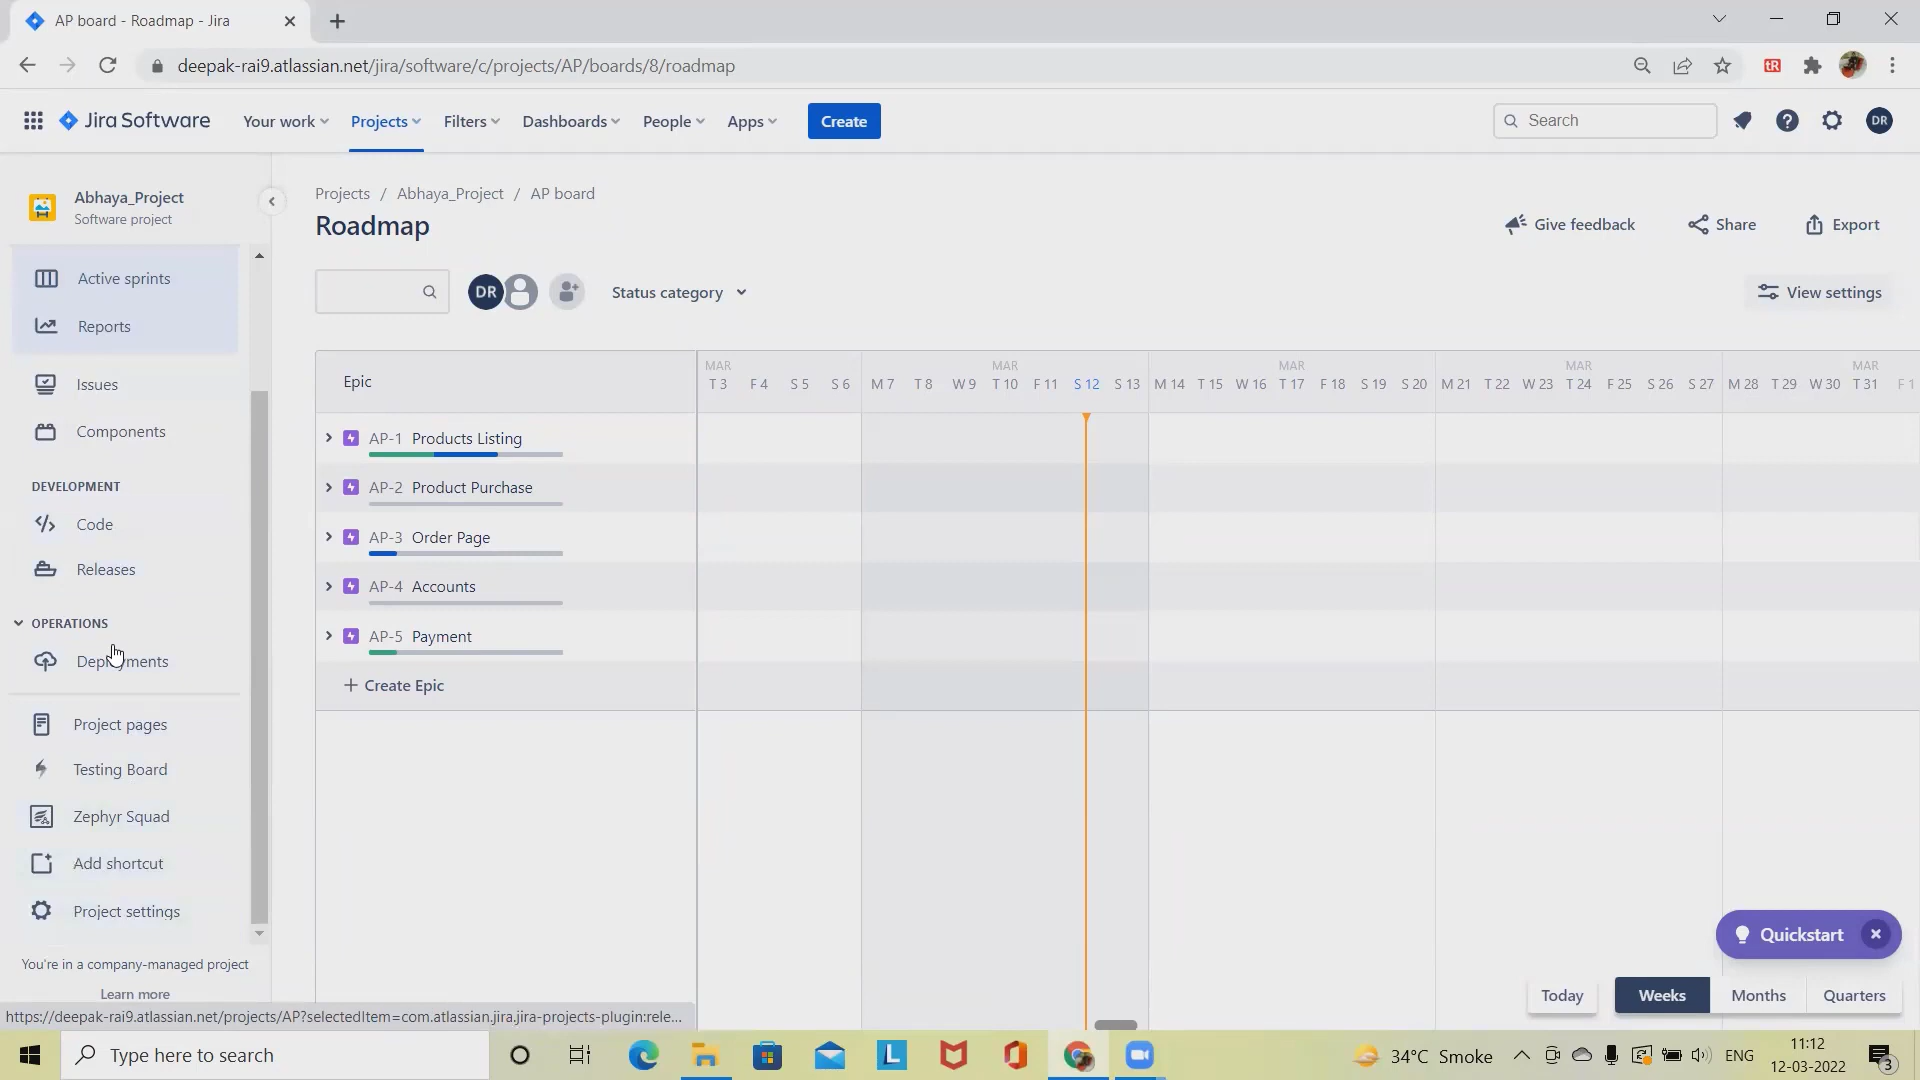 AP board - Roadmap - Jira
deepak-rai9.atlassian.net/jira/software/c/projects/AP/boards/8/roadmap
tR
Jira Software
Your work
Projects
Filters
Dashboards
People
Apps
Create
Search
DR
Abhaya_Project
Software project
Active sprints
Reports
Issues
Components
DEVELOPMENT
Code
Releases
OPERATIONS
Deployments
Project pages
Testing Board
Zephyr Squad
Add shortcut
Project settings
You're in a company-managed project
Learn more
https://deepak-rai9.atlassian.net/projects/AP?selectedItem=com.atlassian.jira.jira-projects-plugin:rele...
Projects / Abhaya_Project / AP board
Roadmap
Give feedback
Share
Export
DR
Status category
View settings
Epic
MAR MAR MAR MAR MAR
T 3 F 4 S 5 S 6 M 7 T 8 W 9 T 10 F 11 S 12 S 13 M 14 T 15 W 16 T 17 F 18 S 19 S 20 M 21 T 22 W 23 T 24 F 25 S 26 S 27 M 28 T 29 W 30 T 31 F 1
AP-1 Products Listing
AP-2 Product Purchase
AP-3 Order Page
AP-4 Accounts
AP-5 Payment
+ Create Epic
Quickstart
Today
Weeks
Months
Quarters
Type here to search
L
34°C Smoke
ENG
11:12
12-03-2022
3